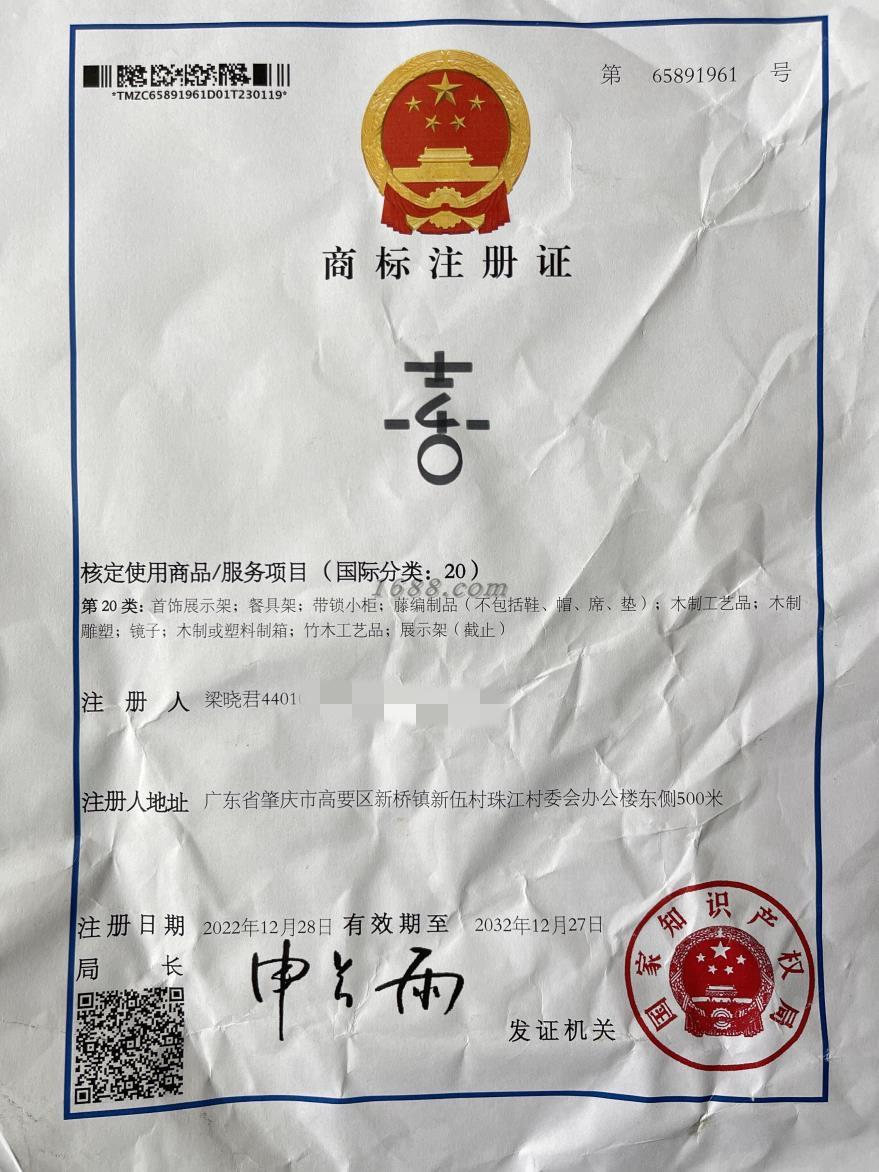 *TMZC65891961D01T230119*
第 65891961 号
商标注册证
核定使用商品/服务项目（国际分类：20）
1688.com
第20类：首饰展示架；餐具架；带锁小柜；藤编制品（不包括鞋、帽、席、垫）；木制工艺品；木制
雕塑；镜子；木制或塑料制箱；竹木工艺品；展示架（截止）
注册人 梁晓君4401
注册人地址 广东省肇庆市高要区新桥镇新伍村珠江村委会办公楼东侧500米
注册日期 2022年12月28日 有效期至 2032年12月27日
局长 申长雨
发证机关
国家知识产权局